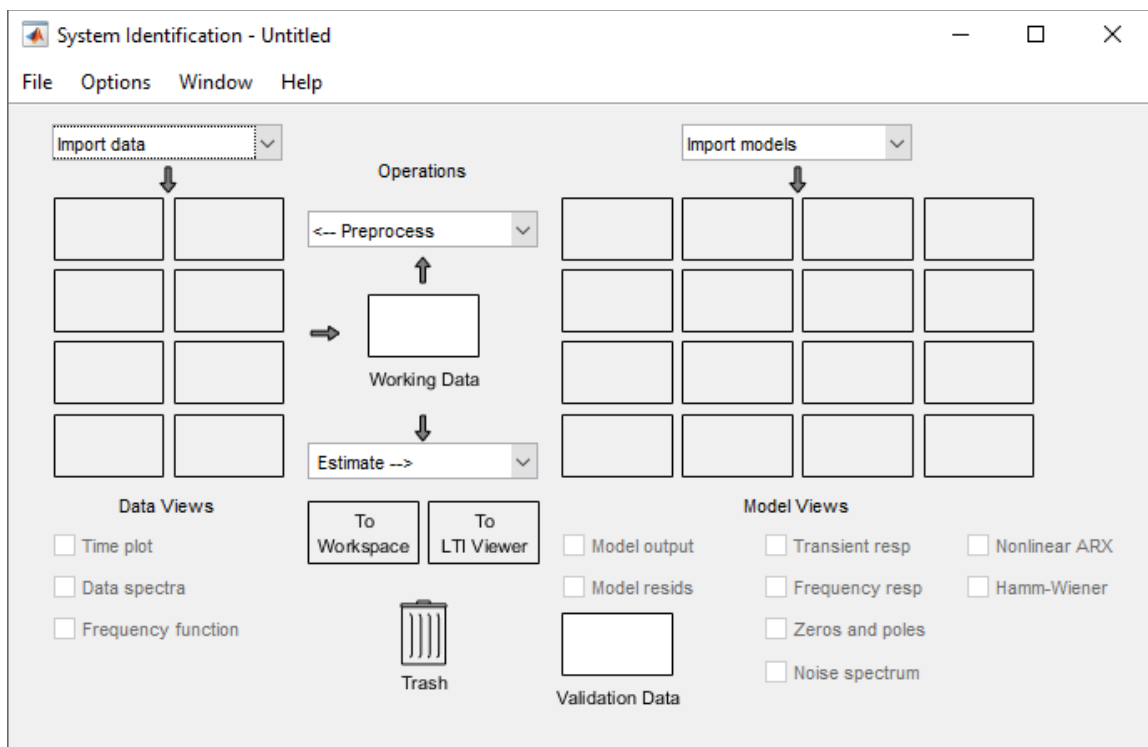 System Identification - Untitled
File Options Window Help
Import data
Import models
Operations
<-- Preprocess
Working Data
Estimate -->
Data Views
Time plot
Data spectra
Frequency function
To
Workspace
To
LTI Viewer
Trash
Model Views
Model output
Transient resp
Nonlinear ARX
Model resids
Frequency resp
Hamm-Wiener
Zeros and poles
Noise spectrum
Validation Data